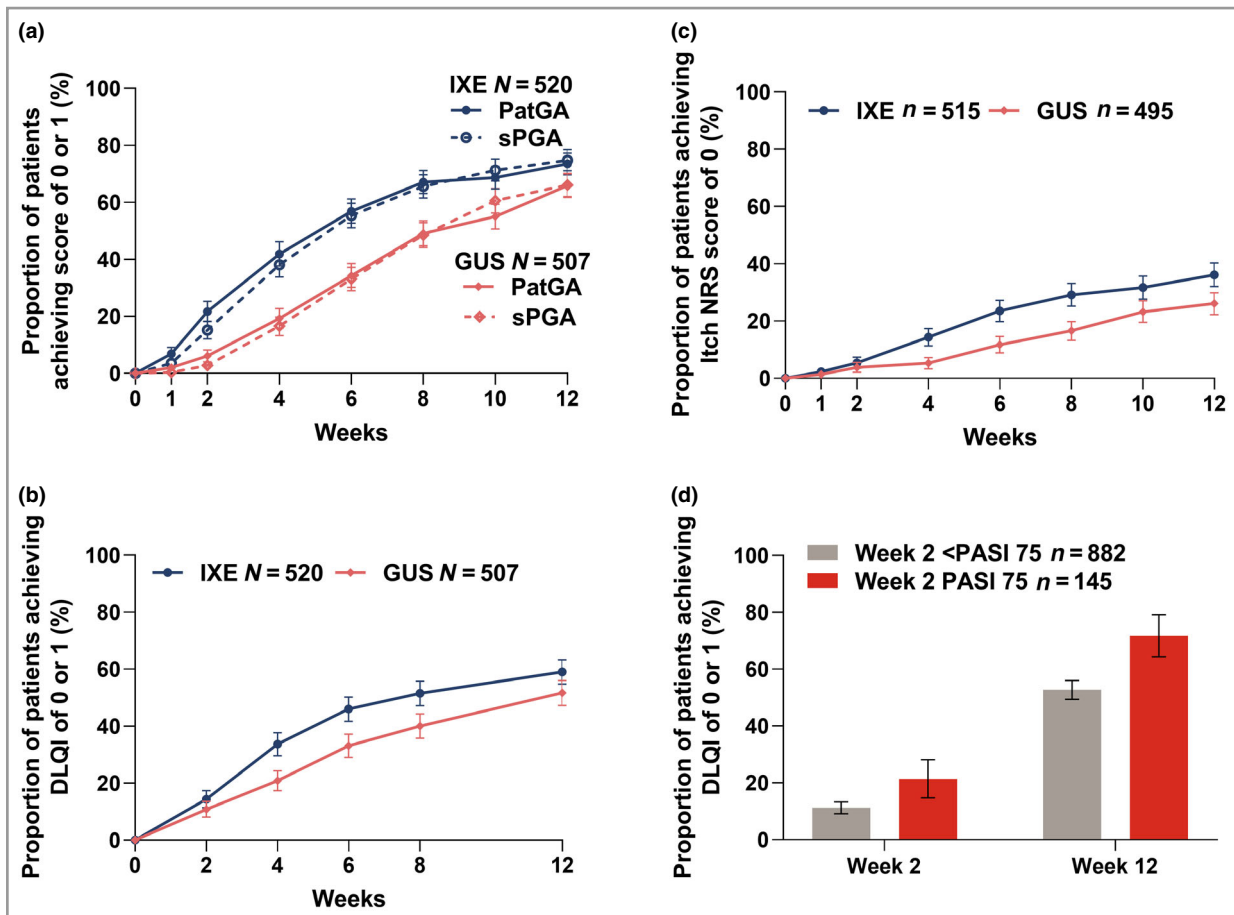 (a)
Proportion of patients
achieving score of 0 or 1 (%)
100
80
60
40
20
0
IXE N = 520
PatGA
sPGA
GUS N = 507
PatGA
sPGA
0 1 2 4 6 8 10 12
Weeks
(c)
Proportion of patients achieving
Itch NRS score of 0 (%)
100
80
60
40
20
0
IXE n = 515 GUS n = 495
0 1 2 4 6 8 10 12
Weeks
(b)
Proportion of patients achieving
DLQI of 0 or 1 (%)
100
80
60
40
20
0
IXE N = 520 GUS N = 507
0 2 4 6 8 12
Weeks
(d)
Proportion of patients achieving
DLQI of 0 or 1 (%)
100
80
60
40
20
0
Week 2 <PASI 75 n = 882
Week 2 PASI 75 n = 145
Week 2 Week 12